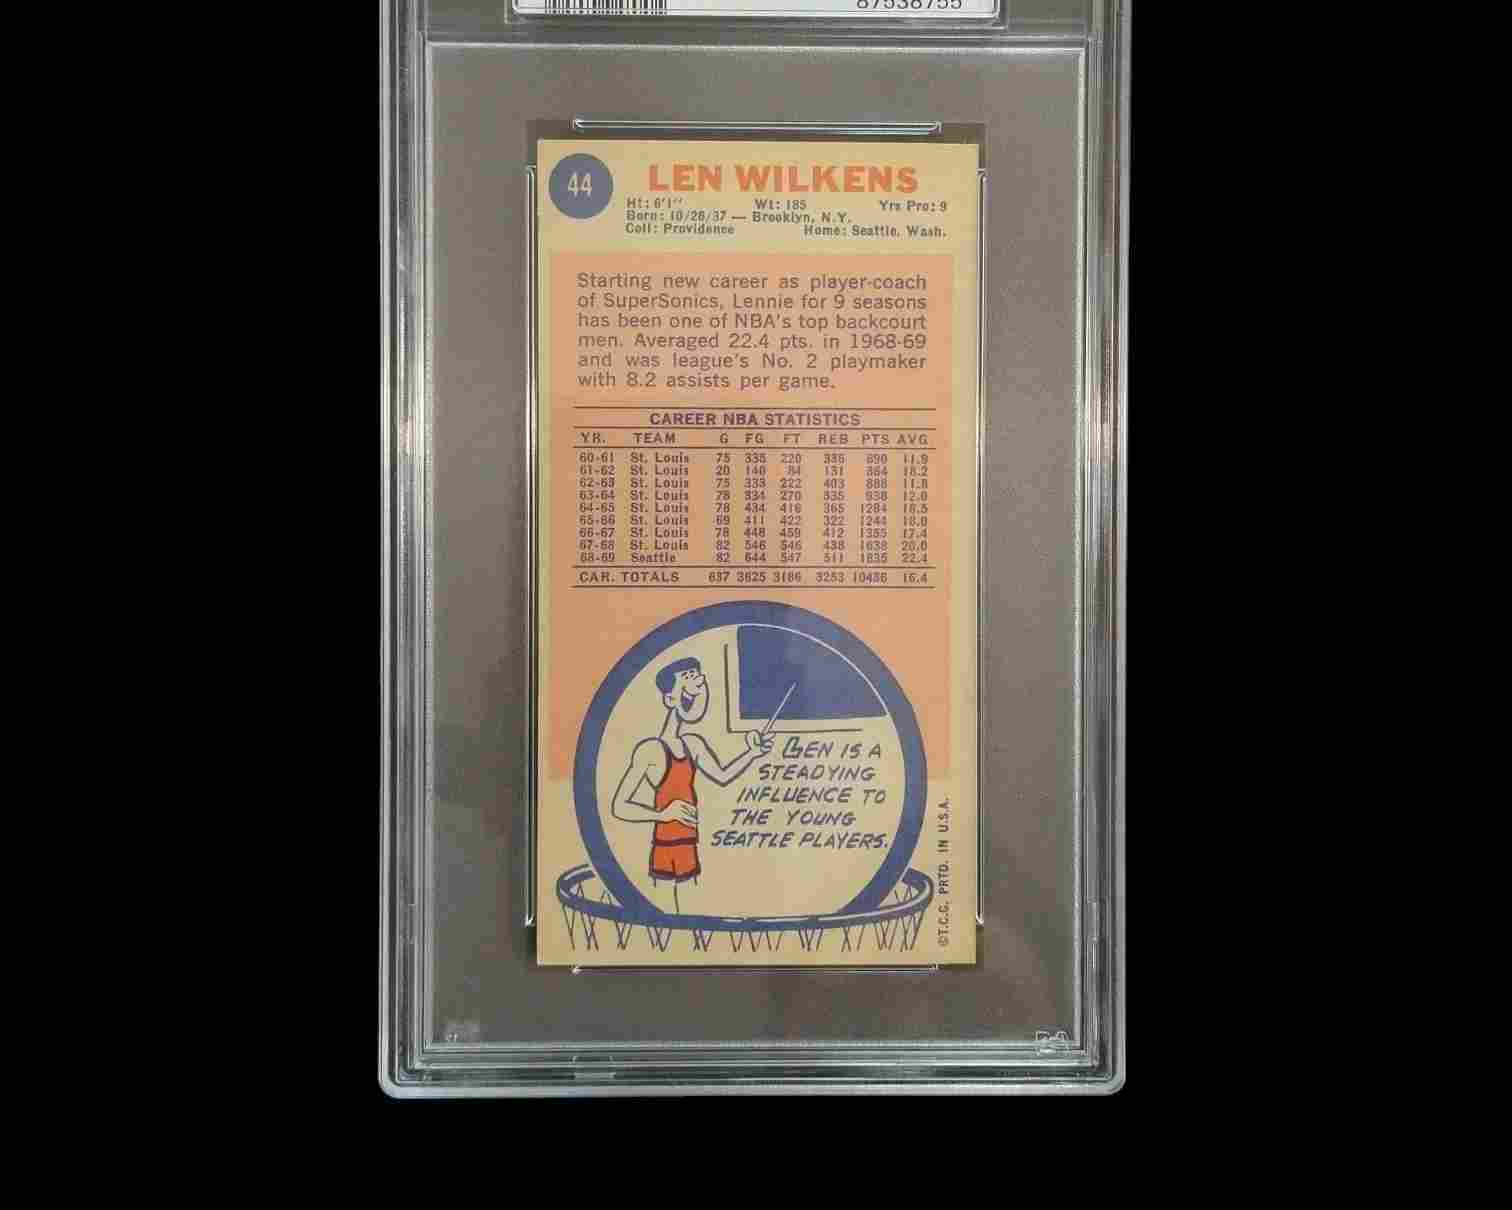 87538755
44
LEN WILKENS
Ht: 6'1" Wt: 185 Yrs Pro: 9
Born: 10/28/37 — Brooklyn, N.Y.
Coll: Providence Home: Seattle, Wash.
Starting new career as player-coach
of SuperSonics, Lennie for 9 seasons
has been one of NBA's top backcourt
men. Averaged 22.4 pts. in 1968-69
and was league's No. 2 playmaker
with 8.2 assists per game.
CAREER NBA STATISTICS
YR. TEAM G FG FT REB PTS AVG
60-61 St. Louis 75 335 220 335 890 11.9
61-62 St. Louis 20 140 84 131 364 18.2
62-63 St. Louis 75 333 222 403 888 11.8
63-64 St. Louis 78 334 270 335 938 12.0
64-65 St. Louis 78 434 416 365 1284 16.5
65-66 St. Louis 69 411 422 322 1244 18.0
66-67 St. Louis 78 448 459 412 1355 17.4
67-68 St. Louis 82 546 546 438 1638 20.0
68-69 Seattle 82 644 547 511 1835 22.4
CAR. TOTALS 637 3625 3186 3253 10436 16.4
LEN IS A
STEADYING
INFLUENCE TO
THE YOUNG
SEATTLE PLAYERS.
©T.C.G. PRTD. IN U.S.A.